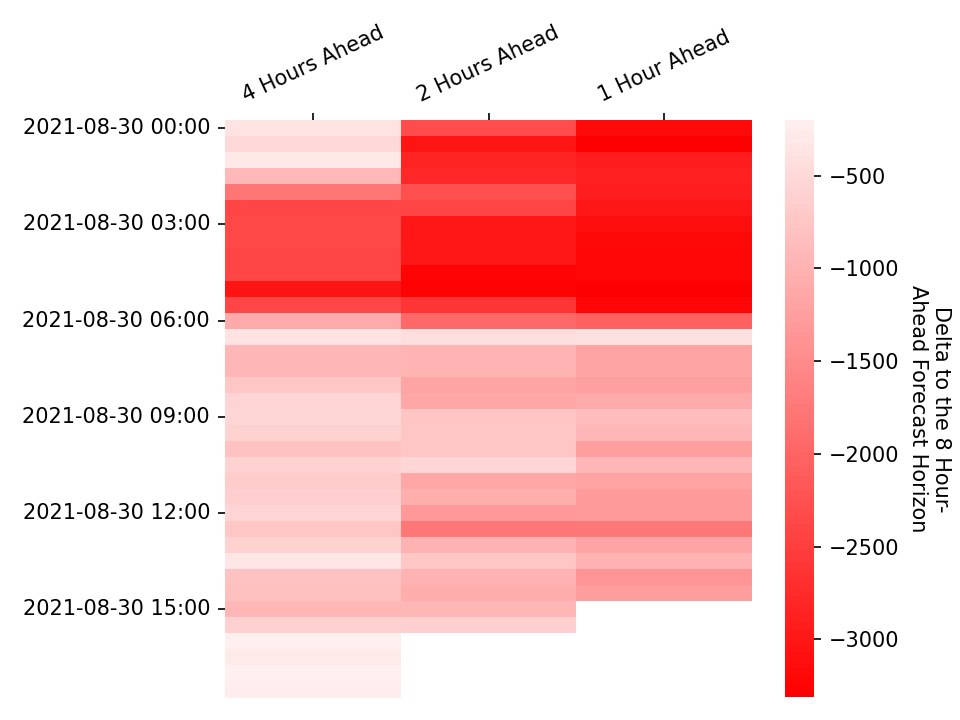 4 Hours Ahead
2 Hours Ahead
1 Hour Ahead
2021-08-30 00:00
2021-08-30 03:00
2021-08-30 06:00
2021-08-30 09:00
2021-08-30 12:00
2021-08-30 15:00
−500
−1000
−1500
−2000
−2500
−3000
Delta to the 8 Hour-
Ahead Forecast Horizon